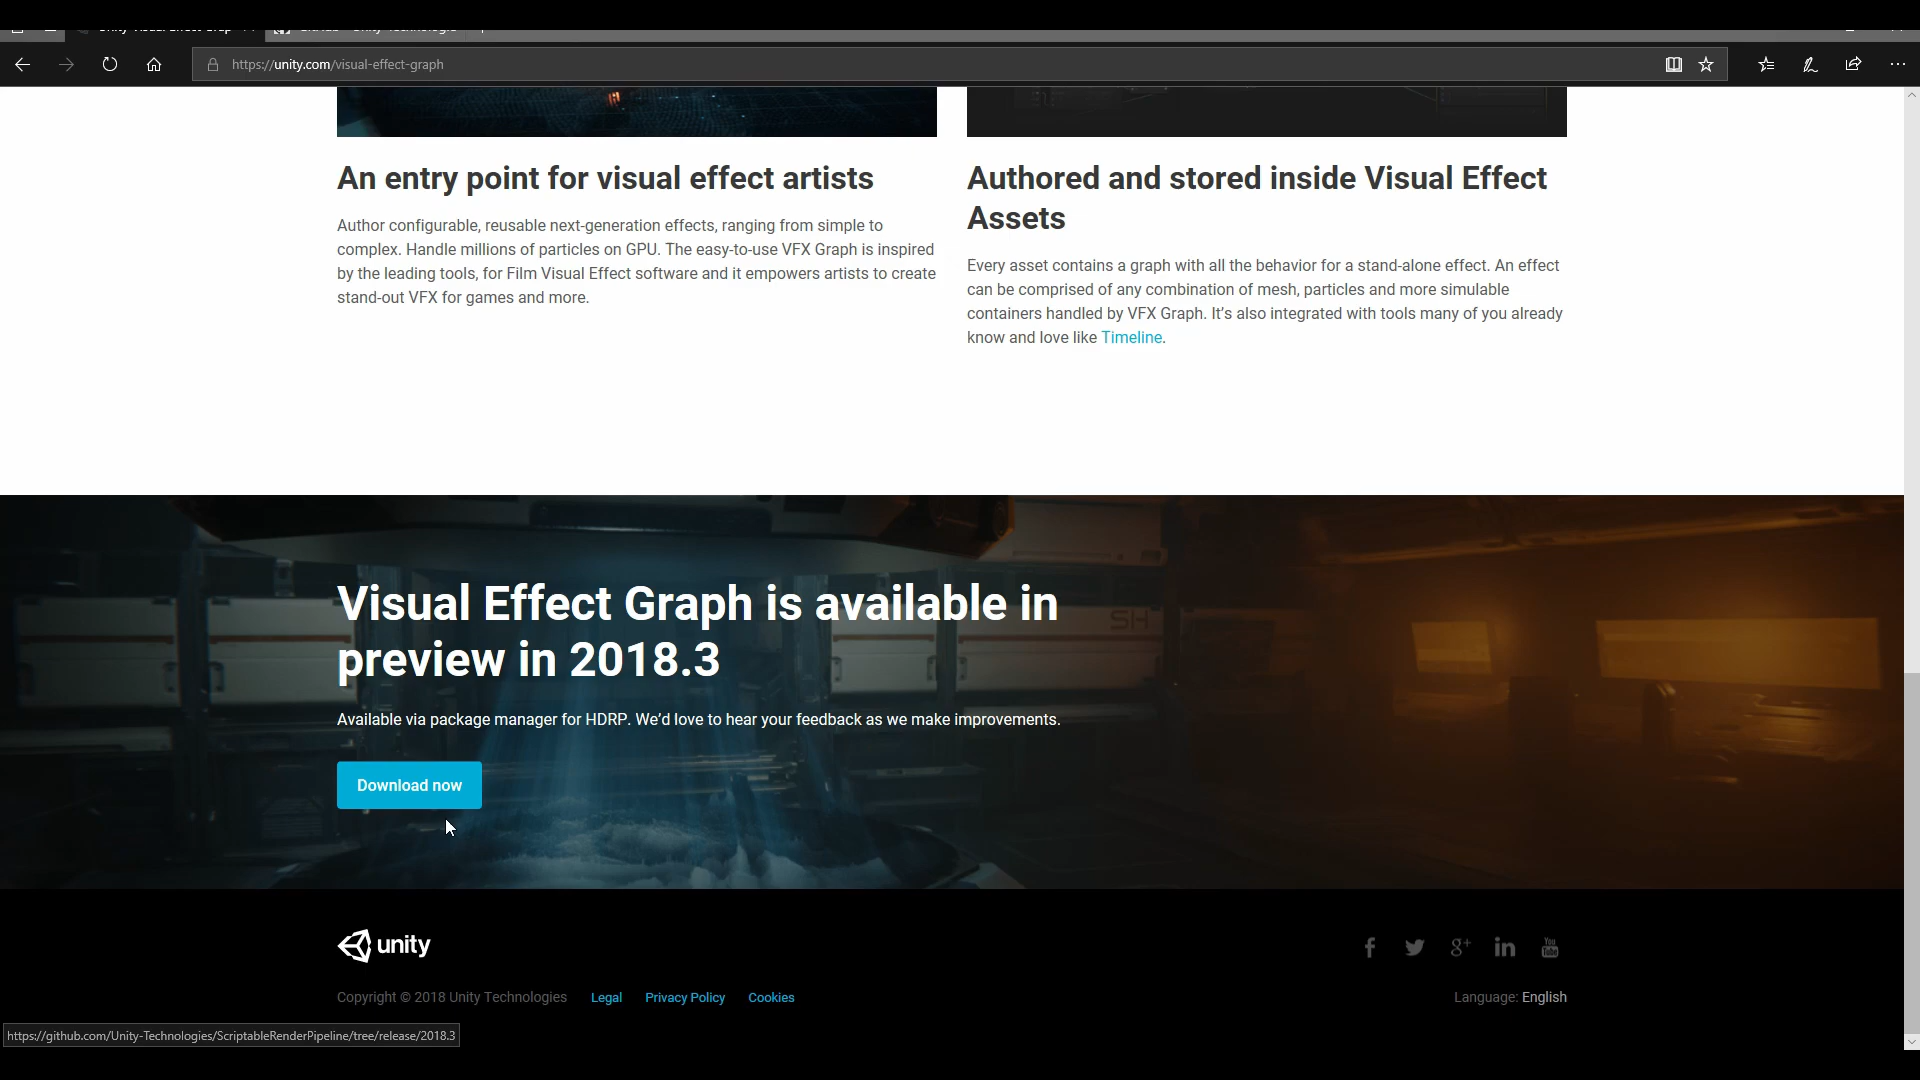 https://unity.com/visual-effect-graph
An entry point for visual effect artists
Author configurable, reusable next-generation effects, ranging from simple to
complex. Handle millions of particles on GPU. The easy-to-use VFX Graph is inspired
by the leading tools, for Film Visual Effect software and it empowers artists to create
stand-out VFX for games and more.
Authored and stored inside Visual Effect
Assets
Every asset contains a graph with all the behavior for a stand-alone effect. An effect
can be comprised of any combination of mesh, particles and more simulable
containers handled by VFX Graph. It's also integrated with tools many of you already
know and love like Timeline.
Visual Effect Graph is available in
preview in 2018.3
Available via package manager for HDRP. We'd love to hear your feedback as we make improvements.
Download now
SH
unity
Copyright © 2018 Unity Technologies Legal Privacy Policy Cookies
Language: English
https://github.com/Unity-Technologies/ScriptableRenderPipeline/tree/release/2018.3